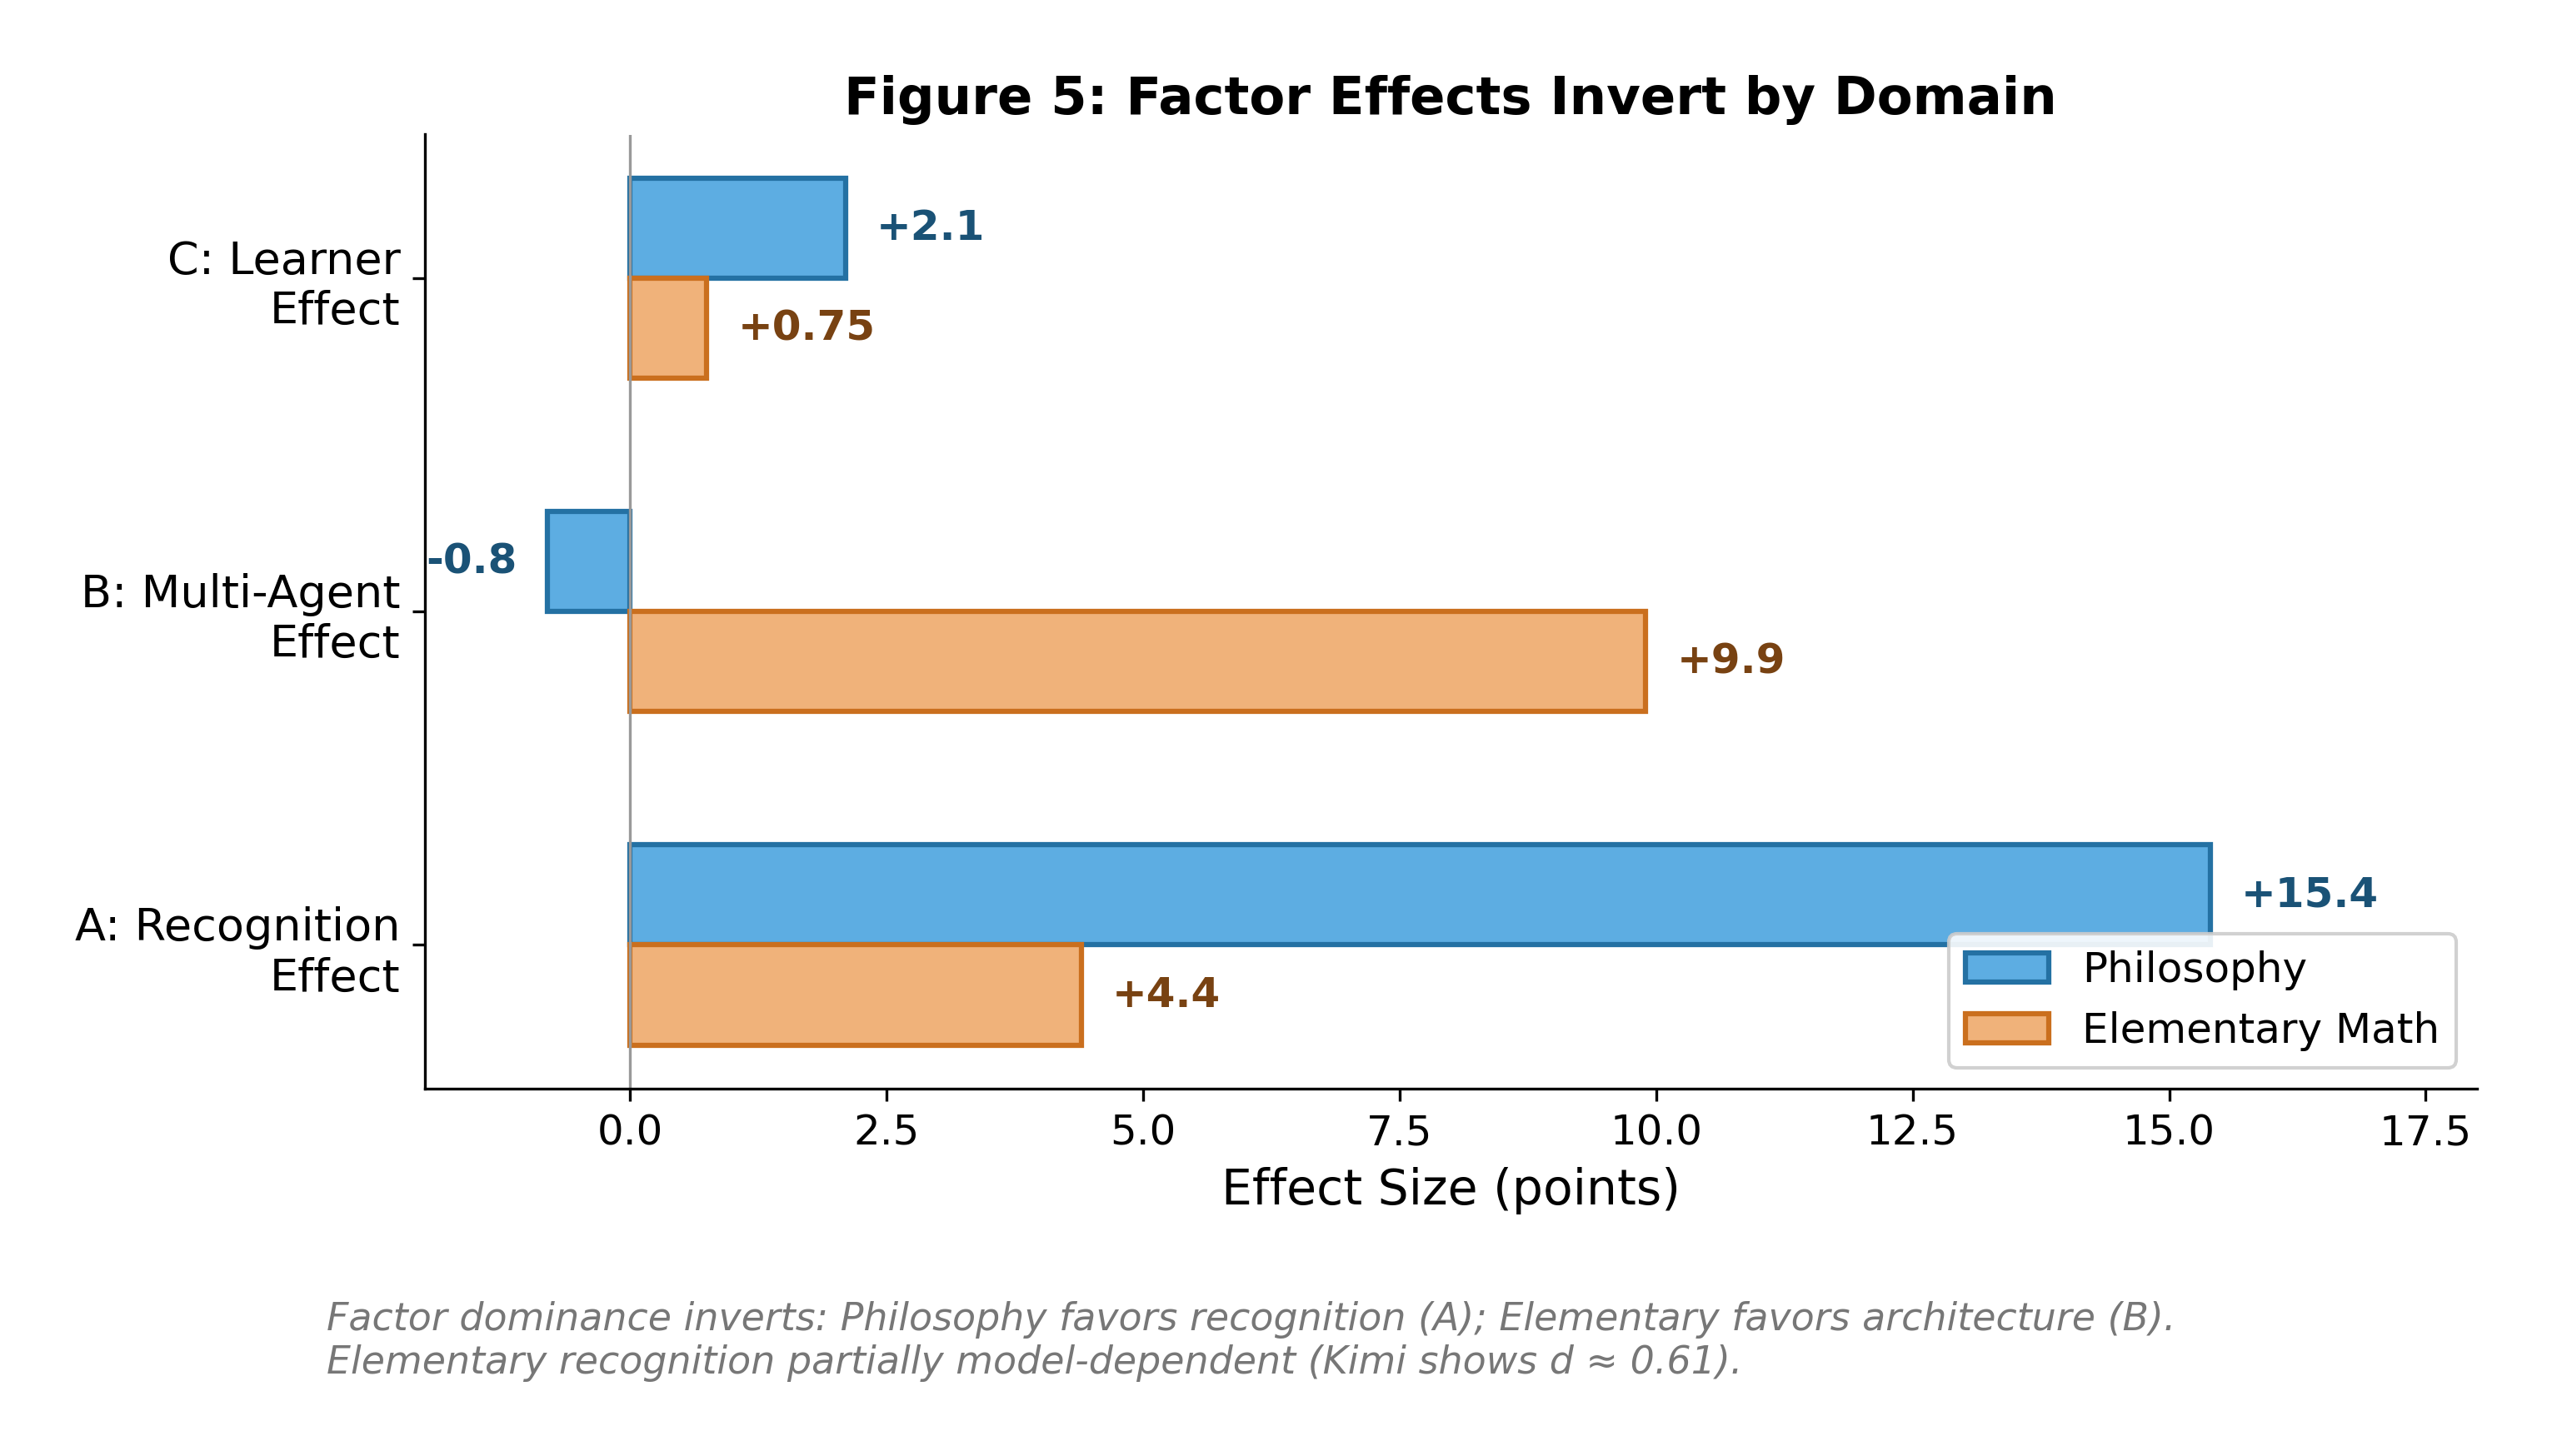 Figure 5: Factor Effects Invert by Domain
C: Learner
Effect
+2.1
+0.75
B: Multi-Agent
Effect
-0.8
+9.9
A: Recognition
Effect
+15.4
+4.4
Philosophy
Elementary Math
0.0 2.5 5.0 7.5 10.0 12.5 15.0 17.5
Effect Size (points)
Factor dominance inverts: Philosophy favors recognition (A); Elementary favors architecture (B).
Elementary recognition partially model-dependent (Kimi shows d ≈ 0.61).